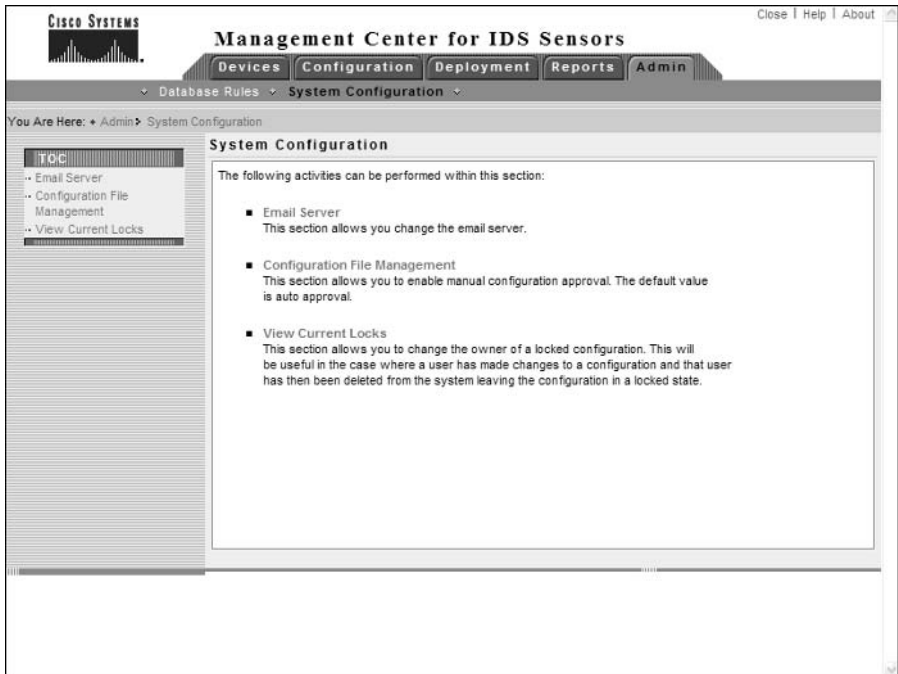 Close | Help | About
CISCO SYSTEMS
Management Center for IDS Sensors
Devices Configuration Deployment Reports Admin
Database Rules System Configuration
You Are Here: Admin > System Configuration
TOC
Email Server
Configuration File
Management
View Current Locks
System Configuration
The following activities can be performed within this section:
Email Server
This section allows you change the email server.
Configuration File Management
This section allows you to enable manual configuration approval. The default value
is auto approval.
View Current Locks
This section allows you to change the owner of a locked configuration. This will
be useful in the case where a user has made changes to a configuration and that user
has then been deleted from the system leaving the configuration in a locked state.